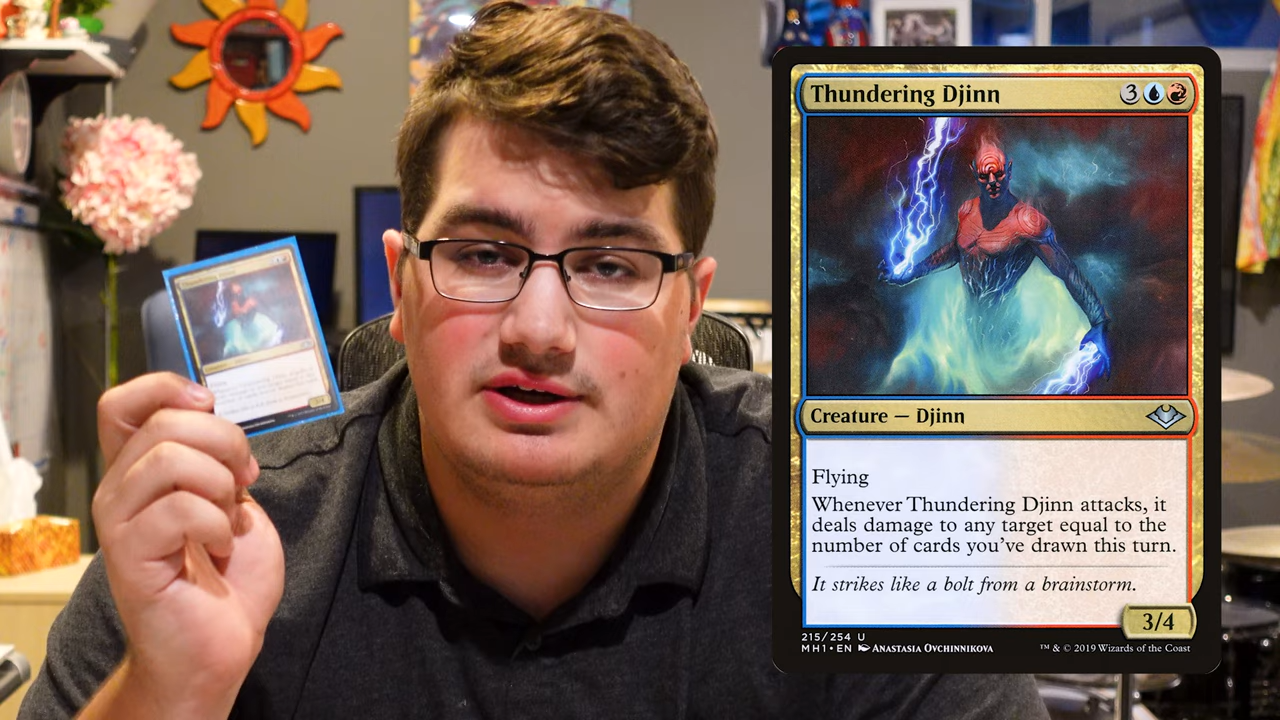 Thundering Djinn 3
Creature — Djinn
Flying
Whenever Thundering Djinn attacks, it
deals damage to any target equal to the
number of cards you've drawn this turn.
It strikes like a bolt from a brainstorm.
3/4
215/254 U
MH1 • EN Anastasia Ovchinnikova
™ & © 2019 Wizards of the Coast